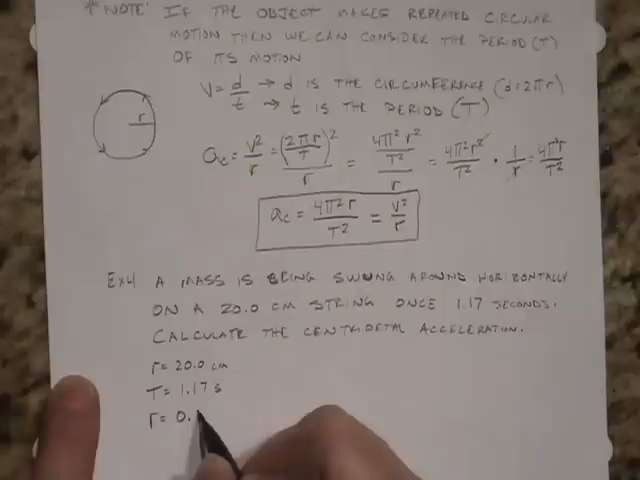 *NOTE: IF THE OBJECT MAKES REPEATED CIRCULAR
MOTION THEN WE CAN CONSIDER THE PERIOD (T)
OF ITS MOTION
V = d/t → d IS THE CIRCUMFERENCE (d=2πr)
→ t IS THE PERIOD (T)
r
ac = V²/r = (2πr/T)²/r = (4π²r²/T²)/r = 4π²r²/T² · 1/r = 4π²r/T²
ac = 4π²r/T² = V²/r
EX4 A MASS IS BEING SWUNG AROUND HORIZONTALLY
ON A 20.0 CM STRING ONCE 1.17 SECONDS.
CALCULATE THE CENTRIPETAL ACCELERATION.
r = 20.0 cm
T = 1.17 s
r = 0.